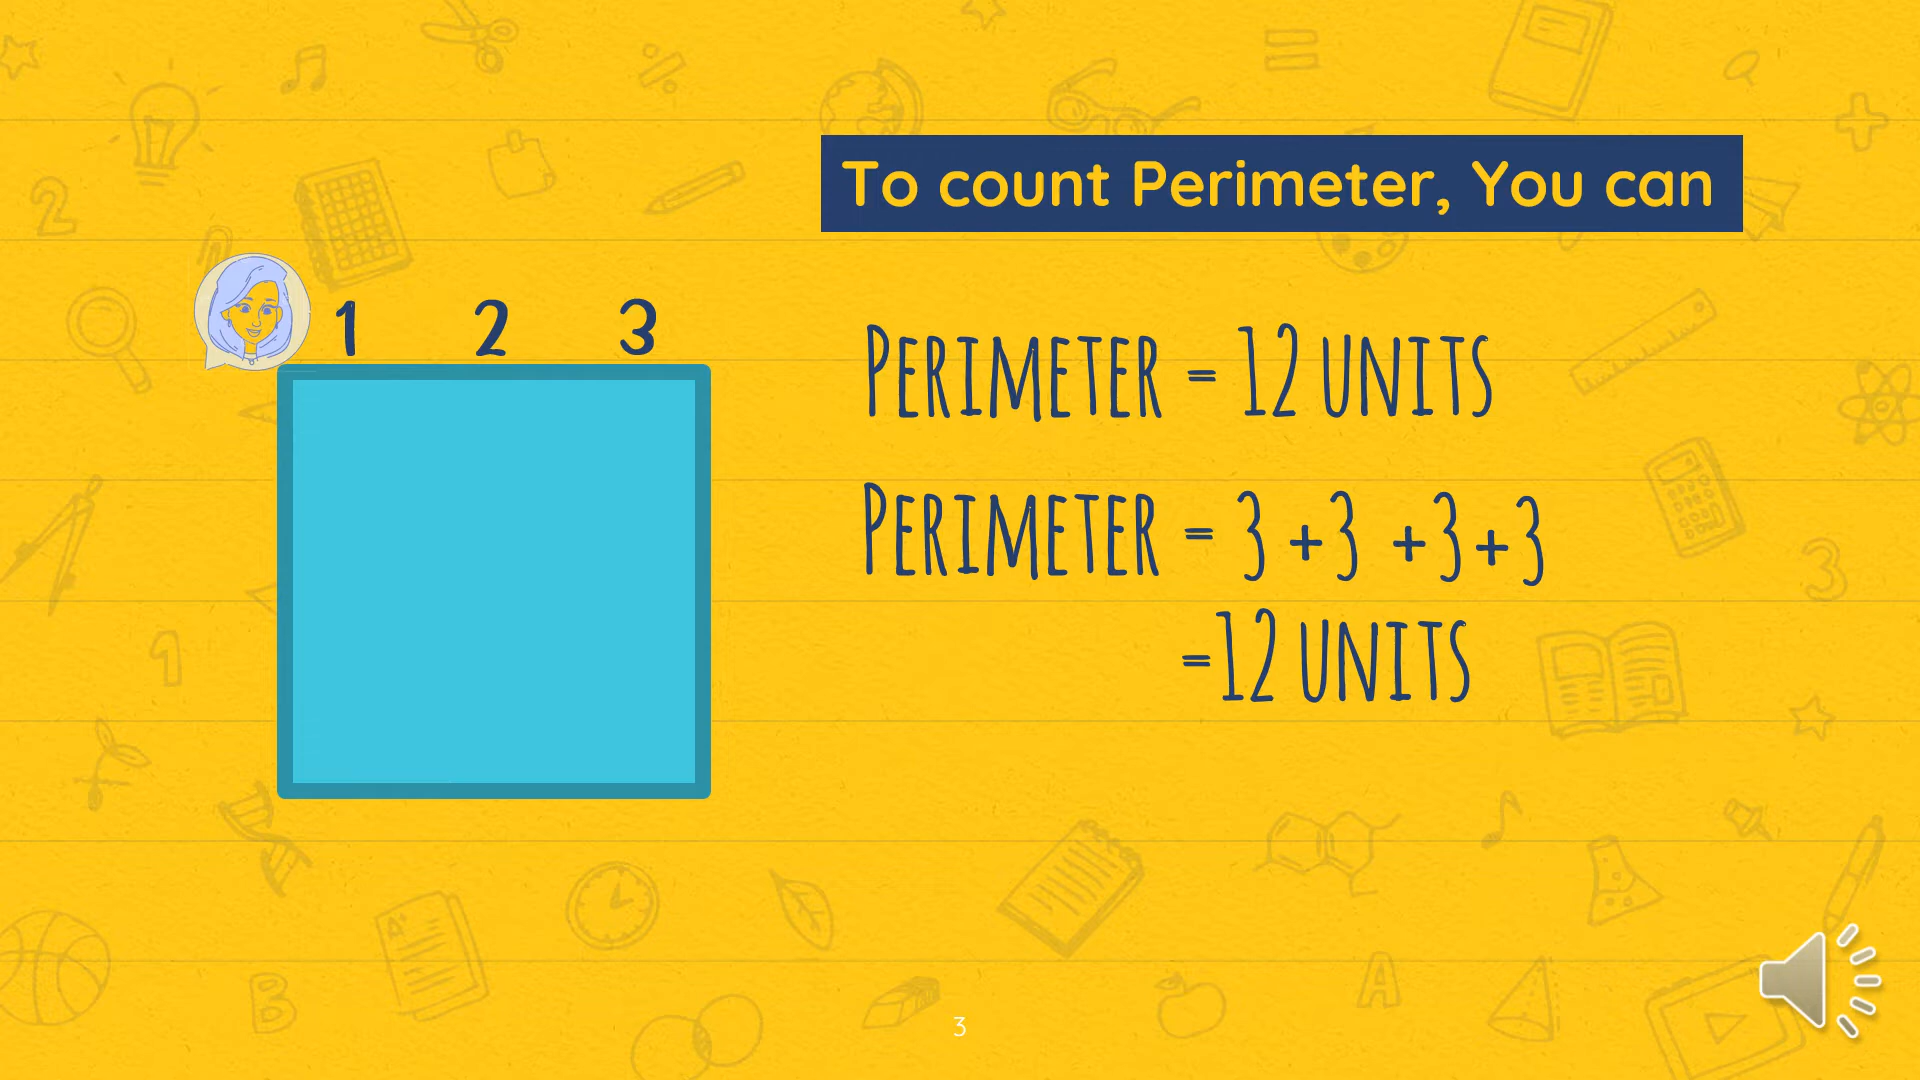 To count Perimeter, You can
1 2 3
Perimeter = 12 units
Perimeter = 3 +3 +3+3
=12 units
3